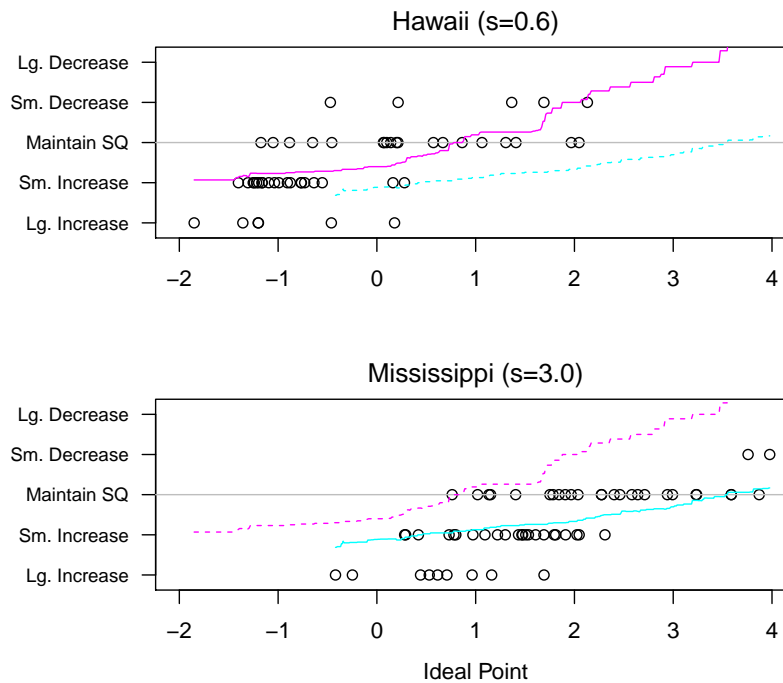 Hawaii (s=0.6)
Lg. Decrease
Sm. Decrease
Maintain SQ
Sm. Increase
Lg. Increase
−2 −1 0 1 2 3 4
Mississippi (s=3.0)
Lg. Decrease
Sm. Decrease
Maintain SQ
Sm. Increase
Lg. Increase
−2 −1 0 1 2 3 4
Ideal Point